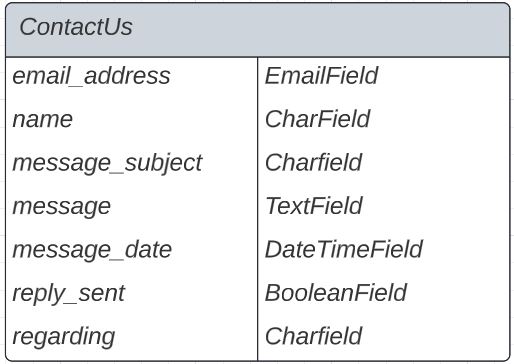 ContactUs
email_address EmailField
name CharField
message_subject Charfield
message TextField
message_date DateTimeField
reply_sent BooleanField
regarding Charfield